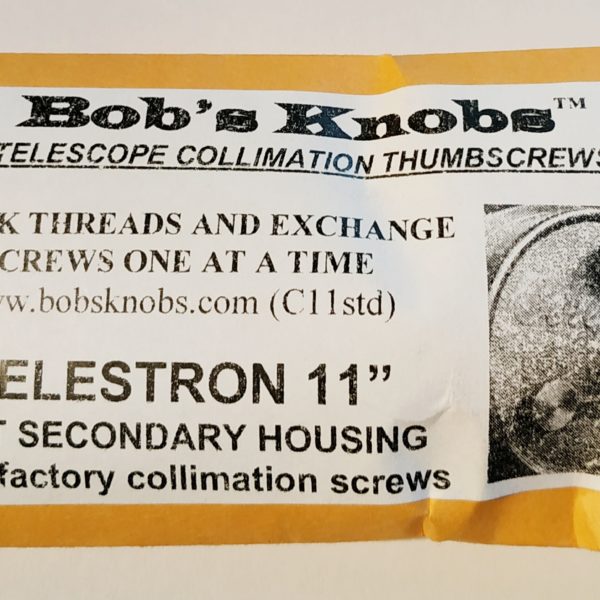 Bob's Knobs™
TELESCOPE COLLIMATION THUMBSCREWS
K THREADS AND EXCHANGE
CREWS ONE AT A TIME
w.bobsknobs.com (C11std)
ELESTRON 11”
T SECONDARY HOUSING
factory collimation screws